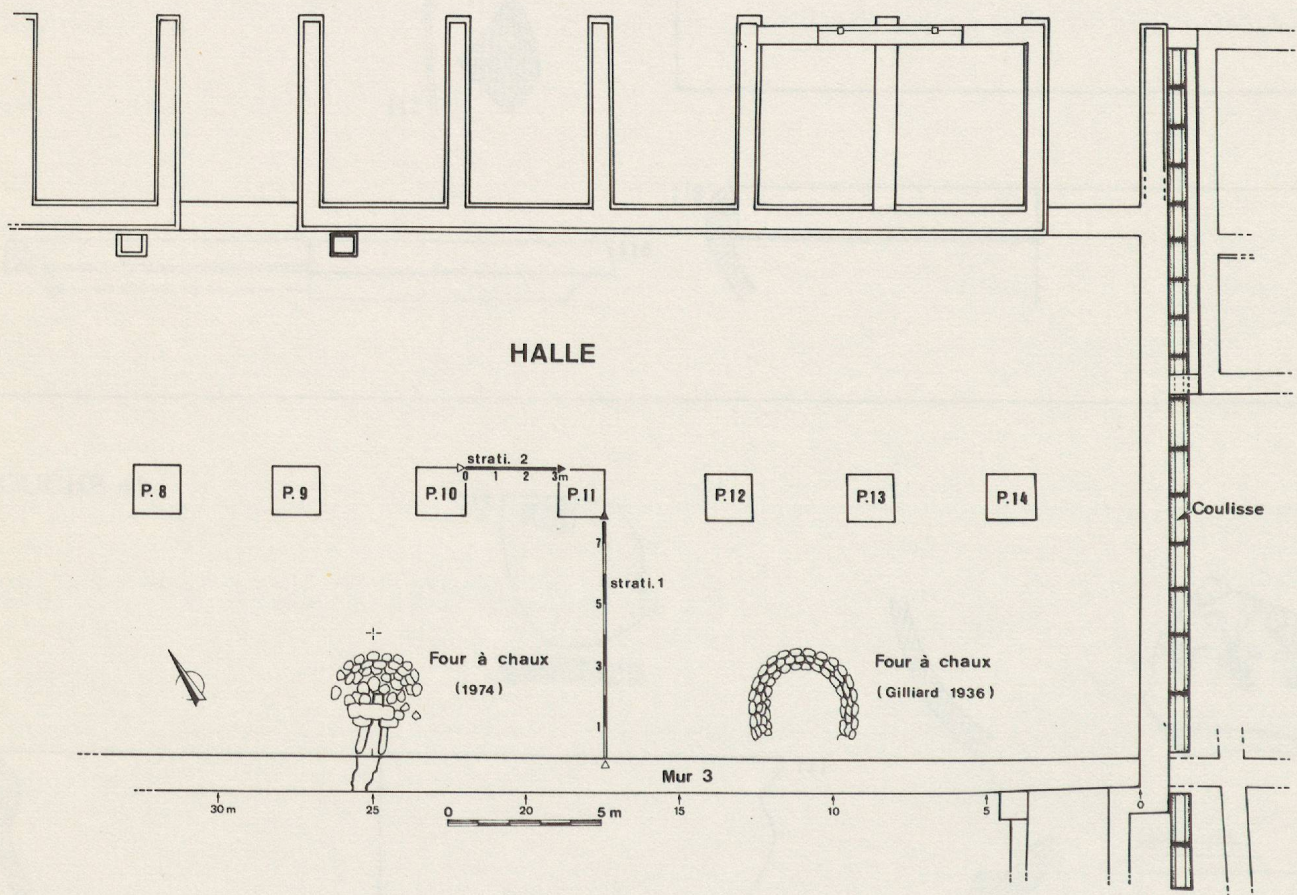 HALLE
strati. 2
0 1 2 3m
P.8
P.9
P.10
P.11
P.12
P.13
P.14
Coulisse
7
strati.1
5
3
1
Four à chaux
(1974)
Four à chaux
(Gilliard 1936)
Mur 3
30m 25 20 15 10 5 0
0 5 m